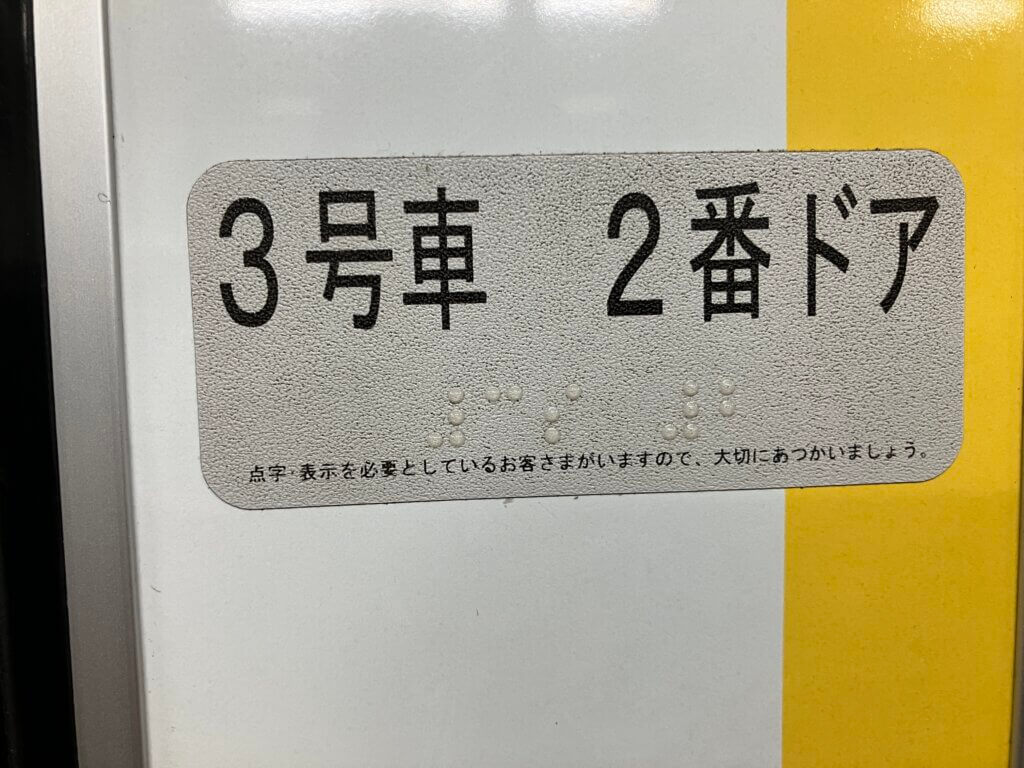 3号車　2番ドア
点字・表示を必要としているお客さまがいますので、大切にあつかいましょう。